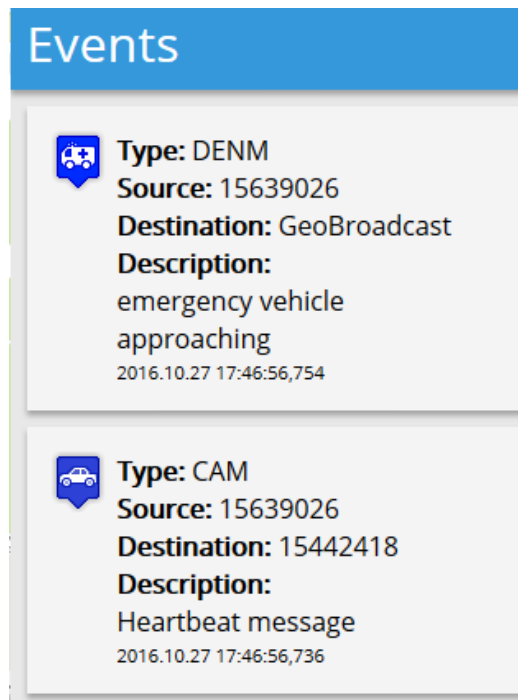 Events
Type: DENM
Source: 15639026
Destination: GeoBroadcast
Description:
emergency vehicle
approaching
2016.10.27 17:46:56,754
Type: CAM
Source: 15639026
Destination: 15442418
Description:
Heartbeat message
2016.10.27 17:46:56,736